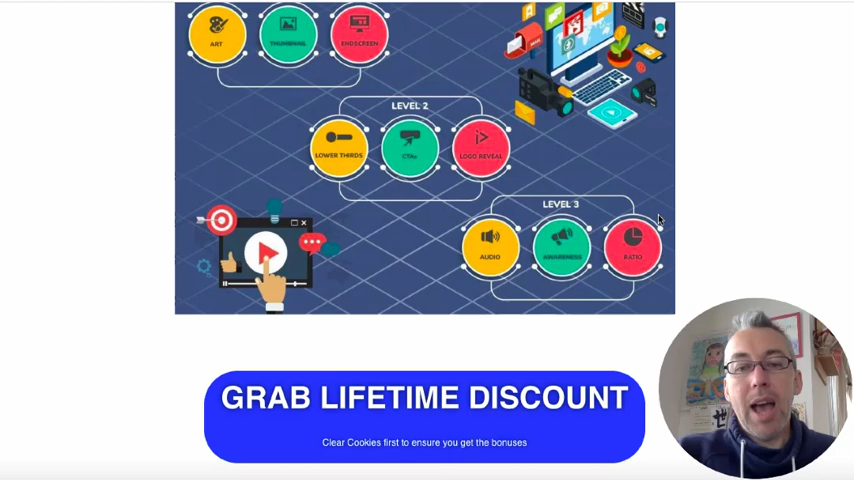 ART
THUMBNAIL
ENDSCREEN
LEVEL 2
LOWER THIRDS
CTAs
LOGO REVEAL
LEVEL 3
AUDIO
AWARENESS
RATIO
GRAB LIFETIME DISCOUNT
Clear Cookies first to ensure you get the bonuses
世